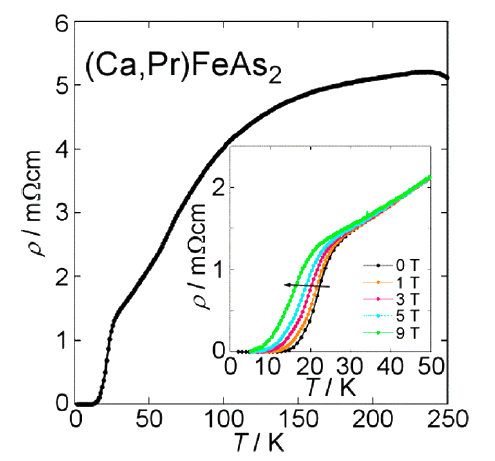 6
(Ca,Pr)FeAs2
5
4
3
2
1
0
ρ / mΩcm
0 50 100 150 200 250
T / K
2
1
0
ρ / mΩcm
0 T
1 T
3 T
5 T
9 T
0 10 20 30 40 50
T / K